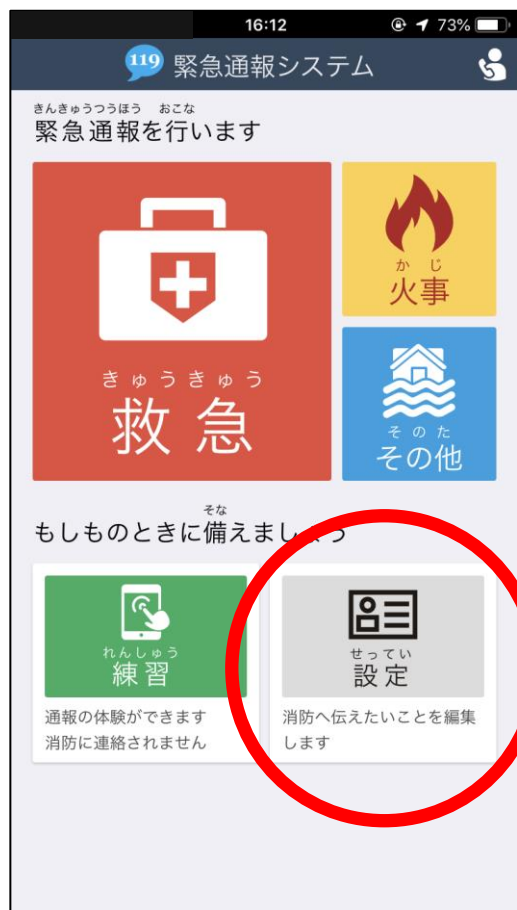 16:12
73%
119 緊急通報システム
きんきゅうつうほう おこな
緊急通報を行います
きゅうきゅう
救急
かじ
火事
そのた
その他
そな
もしものときに備えましょう
れんしゅう
練習
通報の体験ができます
消防に連絡されません
せってい
設定
消防へ伝えたいことを編集
します